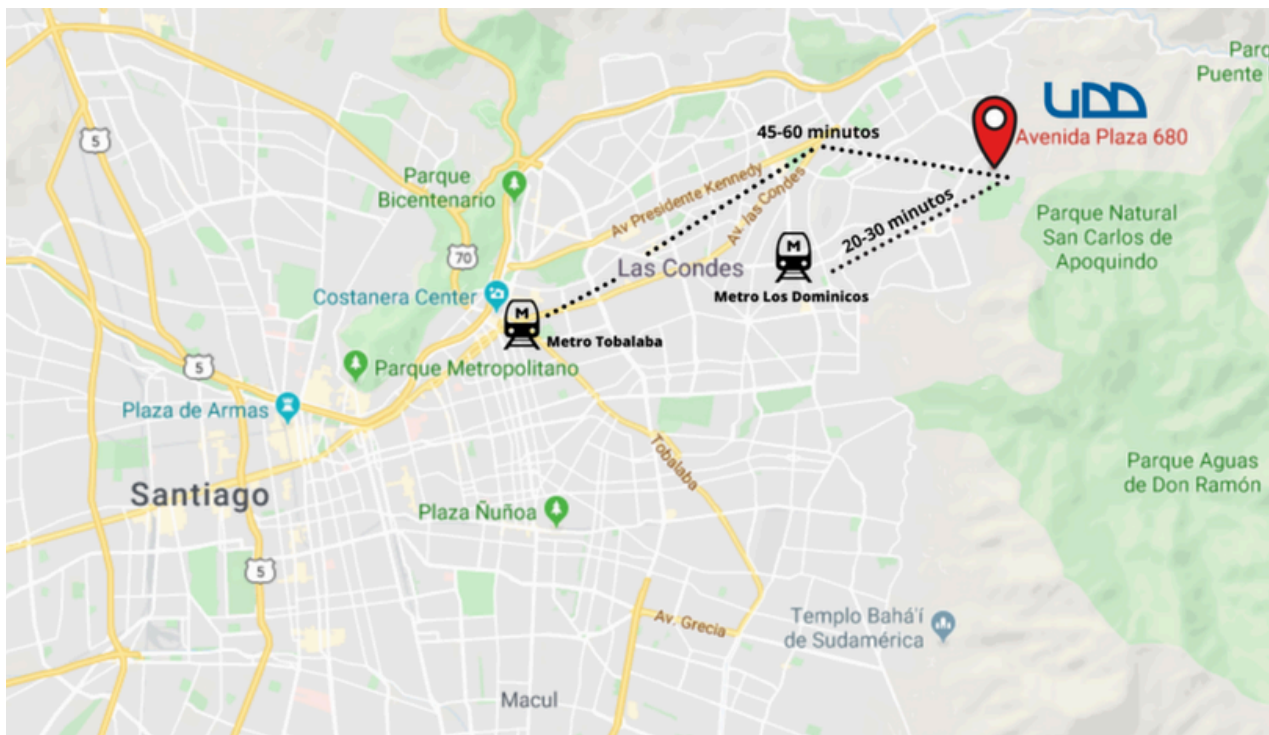 Parq
Puente
5
UDD
45-60 minutos
Avenida Plaza 680
Parque
Bicentenario
Av Presidente Kennedy
Av. las Condes
20-30 minutos
Parque Natural
San Carlos de
Apoquindo
70
Las Condes
M
Costanera Center
Metro Los Dominicos
M
Metro Tobalaba
5
Parque Metropolitano
Plaza de Armas
Tobalaba
Parque Aguas
de Don Ramón
Santiago
Plaza Ñuñoa
5
Av. Grecia
Templo Bahá'í
de Sudamérica
Macul